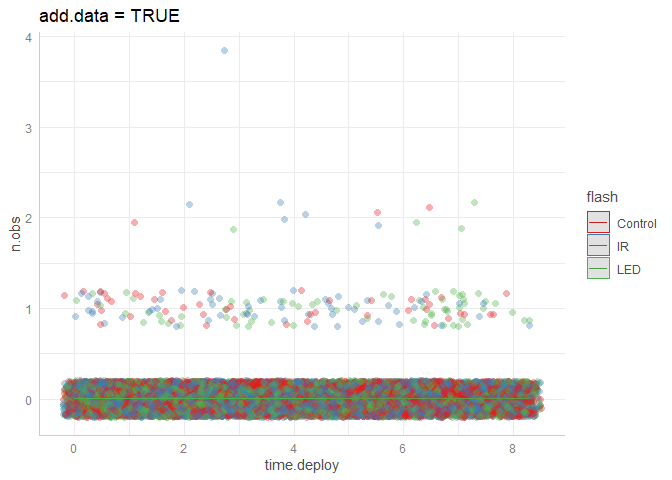 add.data = TRUE
4
3
2
1
0
n.obs
0 2 4 6 8
time.deploy
flash
Control
IR
LED